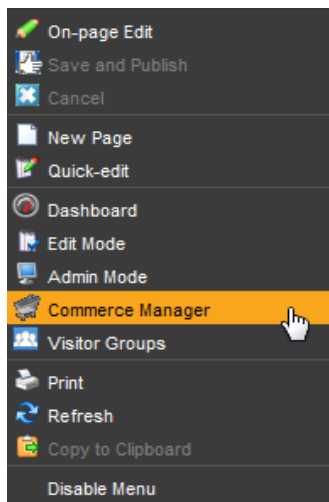 On-page Edit
Save and Publish
Cancel
New Page
Quick-edit
Dashboard
Edit Mode
Admin Mode
Commerce Manager
Visitor Groups
Print
Refresh
Copy to Clipboard
Disable Menu